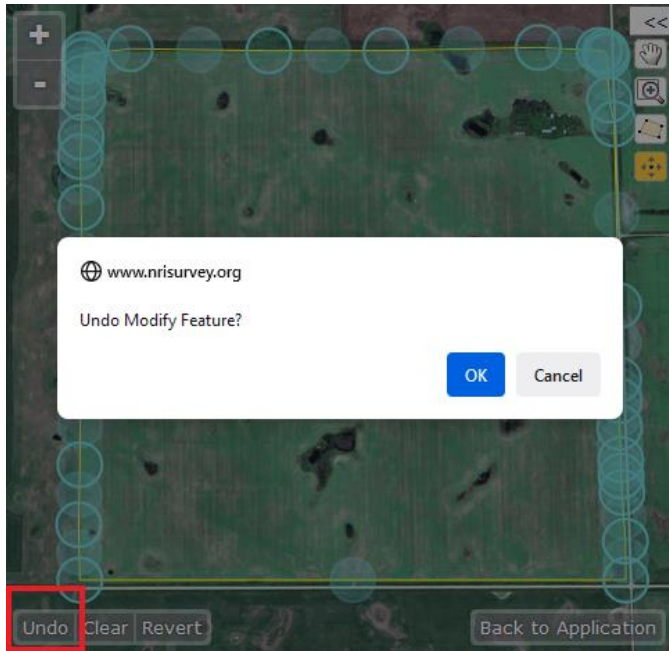 +
<<
-
www.nrisurvey.org
Undo Modify Feature?
OK Cancel
Undo Clear Revert Back to Application